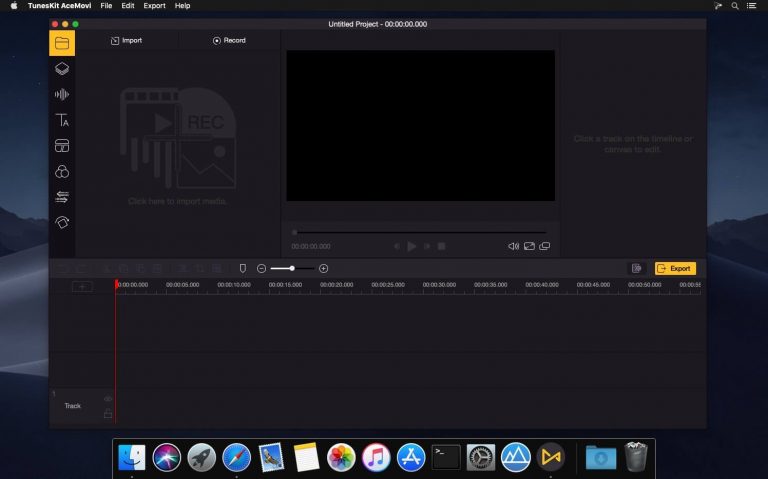 TunesKit AceMovi File Edit Export Help
Untitled Project - 00:00:00.000
Import Record
REC
Click here to import media.
Click a track on the timeline or
canvas to edit.
00:00:00.000
TA
Export
00:00:00.000 00:00:05.000 00:00:10.000 00:00:15.000 00:00:20.000 00:00:25.000 00:00:30.000 00:00:35.000 00:00:40.000 00:00:45.000 00:00:50.000 00:00:55
1
Track
>_